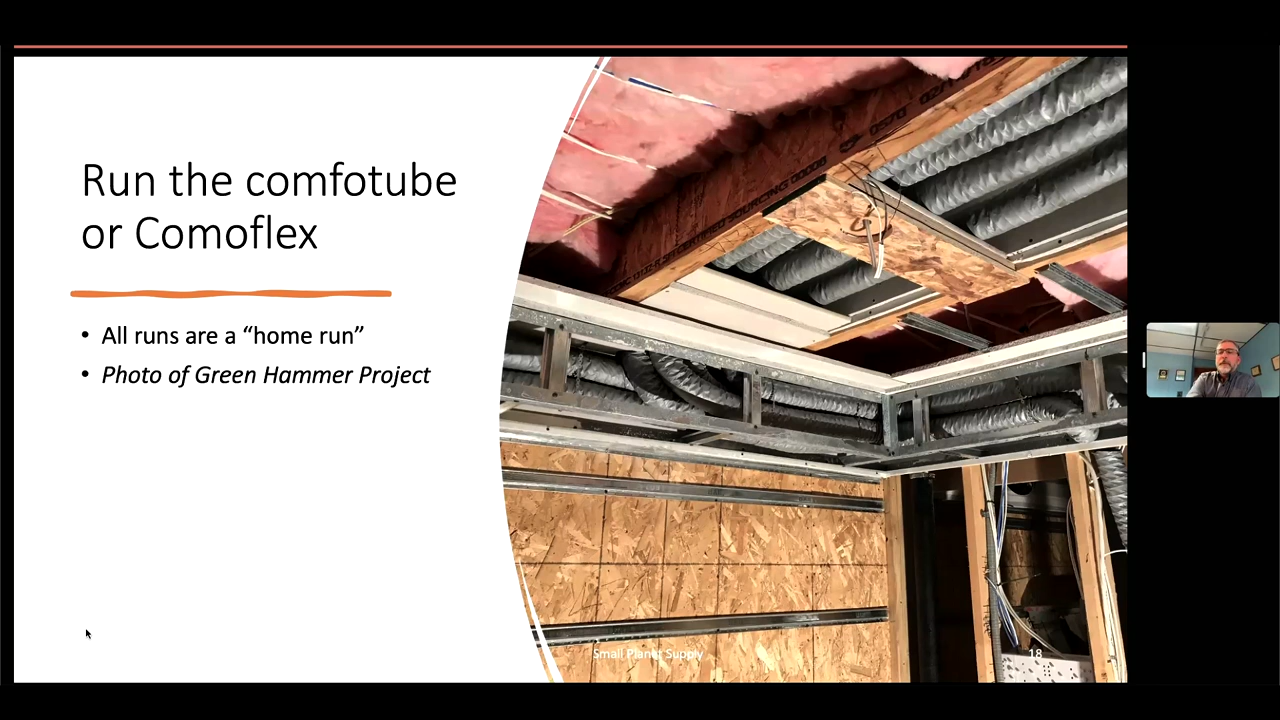 Run the comfotube
or Comoflex
• All runs are a “home run”
• Photo of Green Hammer Project
Small Planet Supply
18